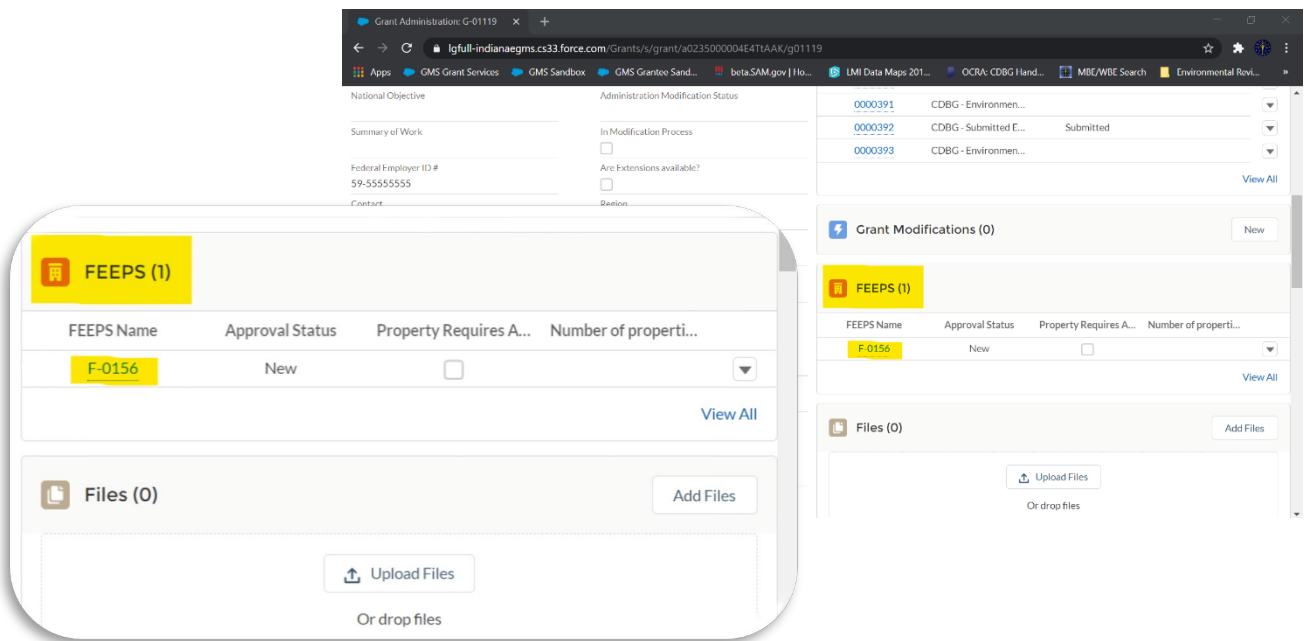 Grant Administration: G-01119
lgfull-indianaegms.cs33.force.com/Grants/s/grant/a0235000004E4TtAAK/g01119
Apps GMS Grant Services GMS Sandbox GMS Grantee Sand... beta.SAM.gov | Ho... LMI Data Maps 201... OCRA: CDBG Hand... MBE/WBE Search Environmental Revi... »
National Objective
Administration Modification Status
Summary of Work
In Modification Process
Federal Employer ID #
Are Extensions available?
59-55555555
Contact
Region
0000391 CDBG - Environmen...
0000392 CDBG - Submitted E... Submitted
0000393 CDBG - Environmen...
View All
Grant Modifications (0) New
FEEPS (1)
FEEPS Name Approval Status Property Requires A... Number of properti...
F-0156 New
View All
Files (0) Add Files
Upload Files
Or drop files
FEEPS (1)
FEEPS Name Approval Status Property Requires A... Number of properti...
F-0156 New
View All
Files (0) Add Files
Upload Files
Or drop files